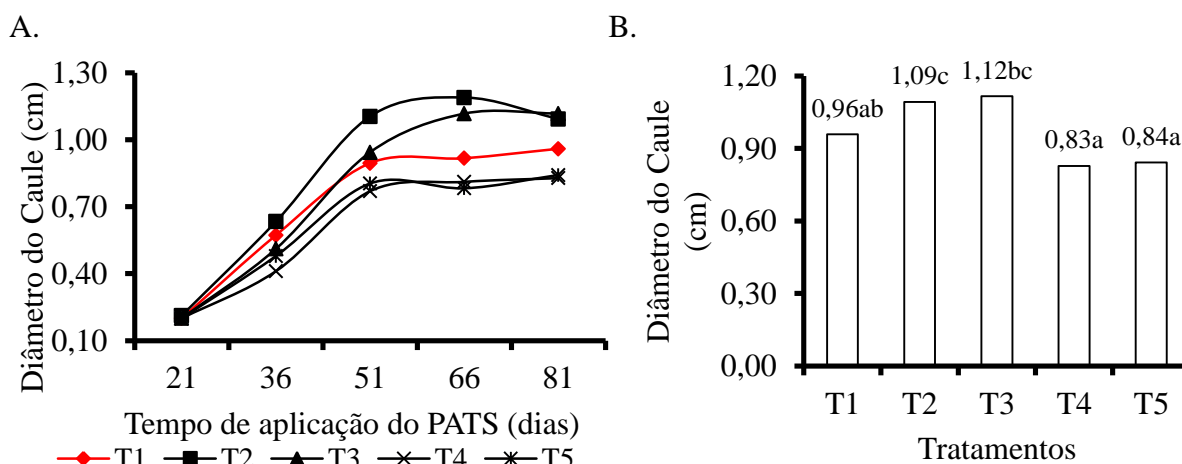 A.
Diâmetro do Caule (cm)
1,30
1,00
0,70
0,40
0,10
21 36 51 66 81
Tempo de aplicação do PATS (dias)
T1 T2 T3 T4 T5
B.
Diâmetro do Caule
(cm)
1,20
0,90
0,60
0,30
0,00
0,96ab 1,09c 1,12bc 0,83a 0,84a
T1 T2 T3 T4 T5
Tratamentos